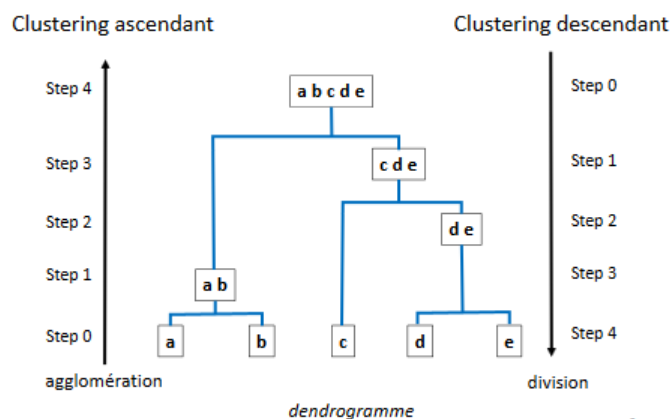 Clustering ascendant
Clustering descendant
Step 4
a b c d e
Step 0
Step 3
c d e
Step 1
Step 2
d e
Step 2
Step 1
a b
Step 3
Step 0
a
b
c
d
e
Step 4
agglomération
division
dendrogramme